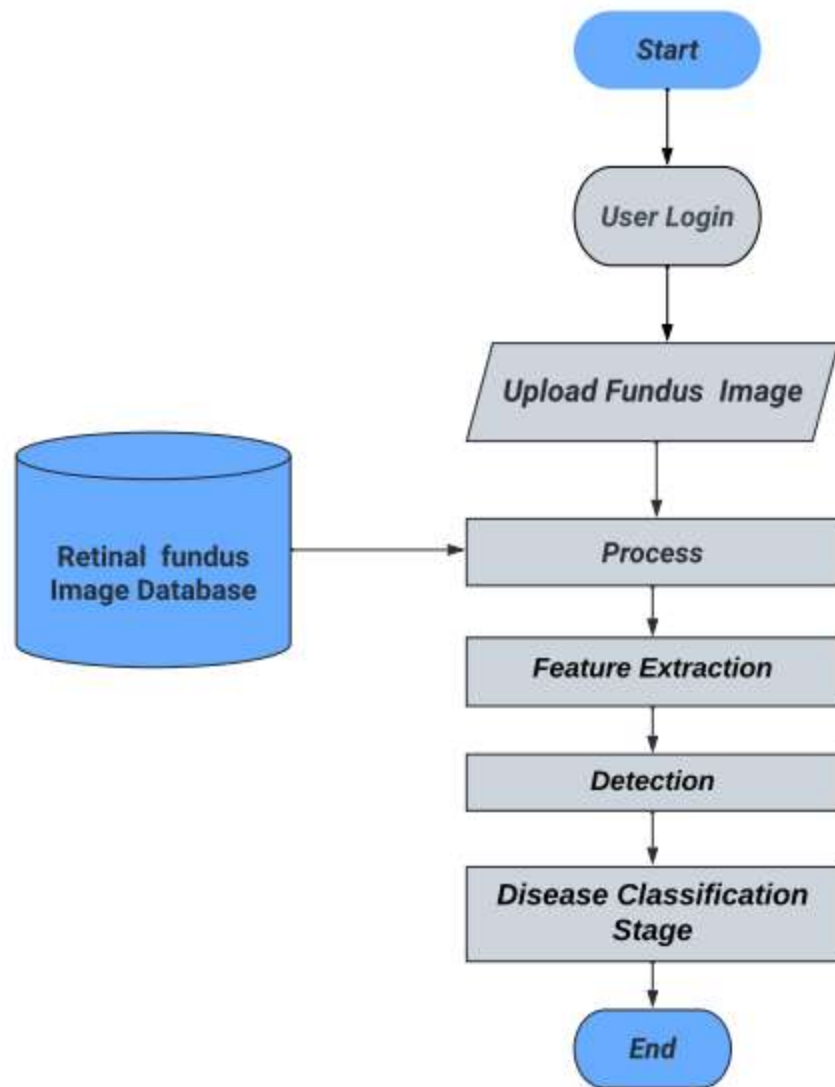 Start
User Login
Upload Fundus Image
Retinal fundus
Image Database
Process
Feature Extraction
Detection
Disease Classification
Stage
End